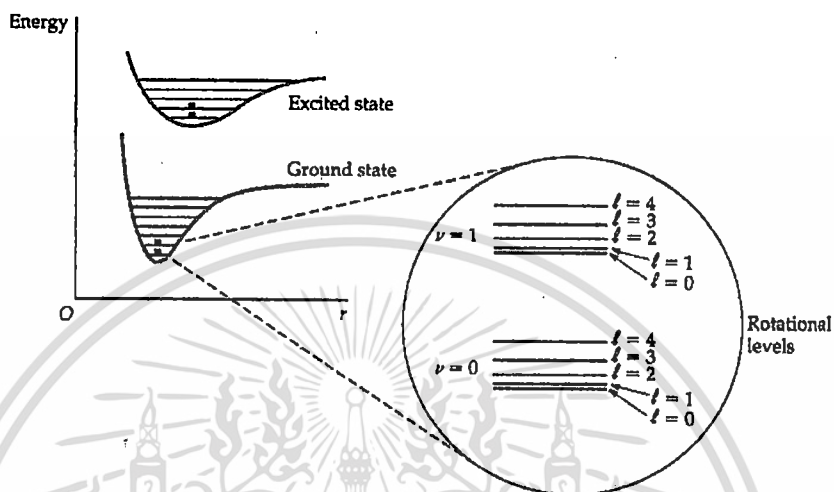 Energy
Excited state
Ground state
O
r
ν = 1
ℓ = 4
ℓ = 3
ℓ = 2
ℓ = 1
ℓ = 0
Rotational
levels
ν = 0
ℓ = 4
ℓ = 3
ℓ = 2
ℓ = 1
ℓ = 0